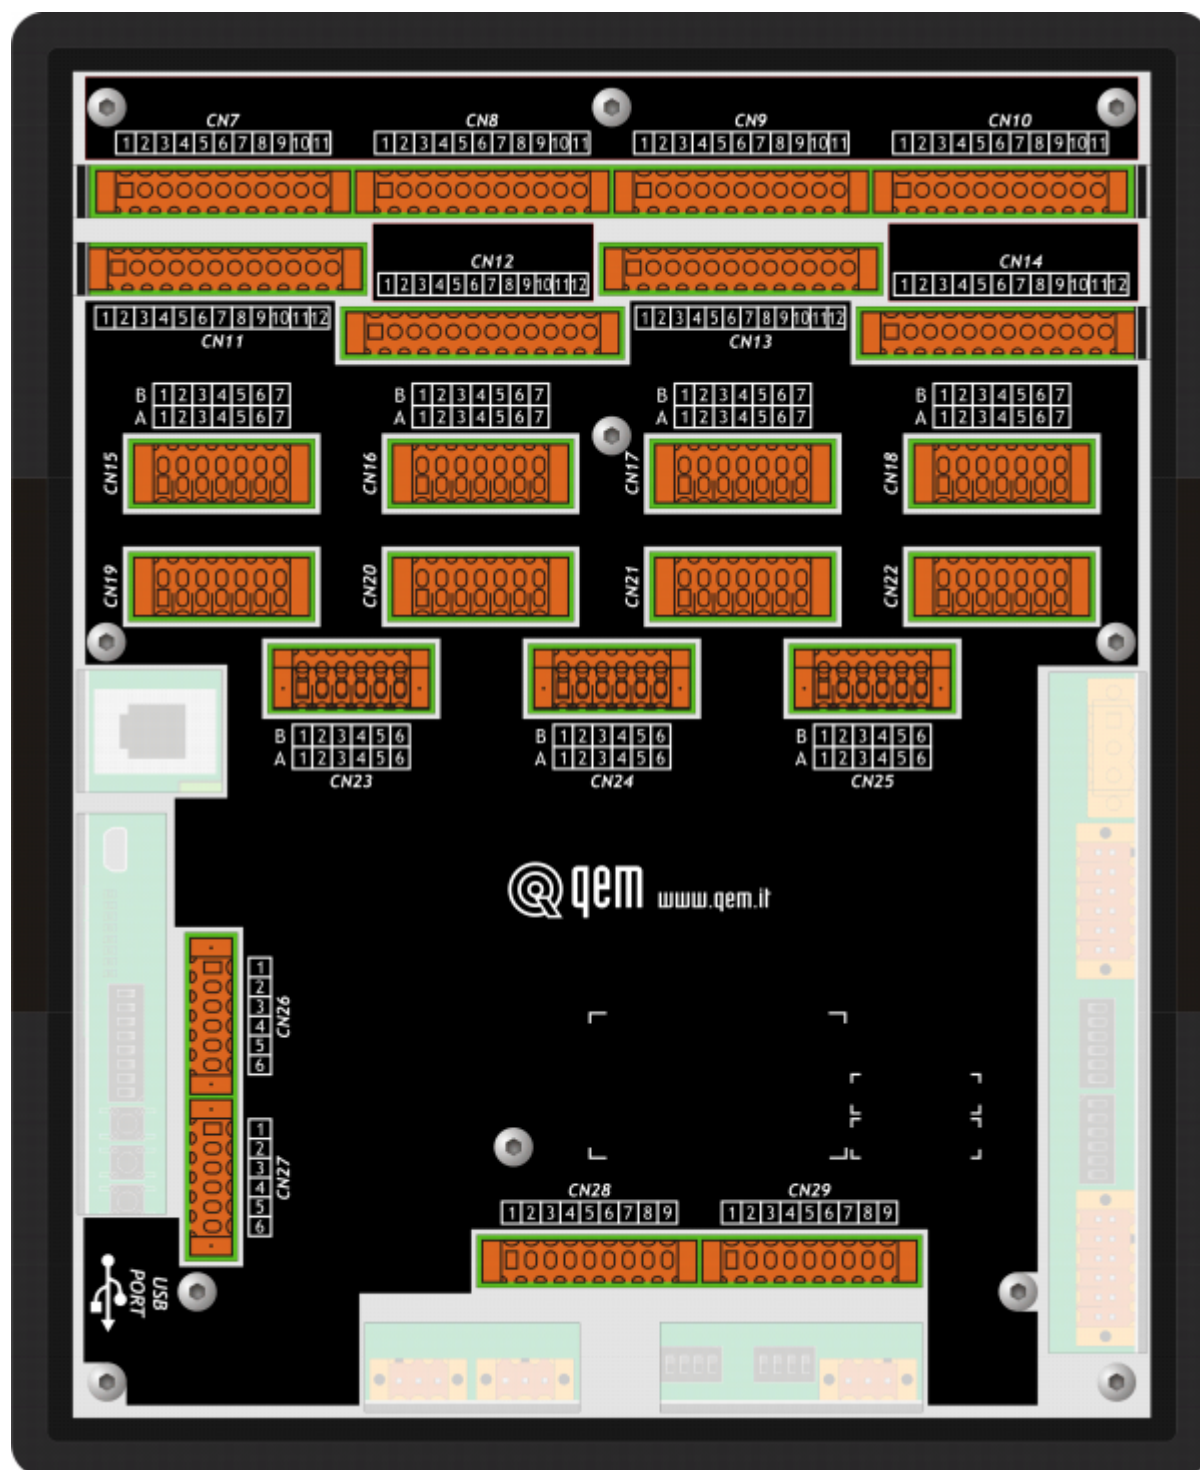 CN7 CN8 CN9 CN10
1 2 3 4 5 6 7 8 9 10 11 1 2 3 4 5 6 7 8 9 10 11 1 2 3 4 5 6 7 8 9 10 11 1 2 3 4 5 6 7 8 9 10 11
CN12 CN14
1 2 3 4 5 6 7 8 9 10 11 12 1 2 3 4 5 6 7 8 9 10 11 12
1 2 3 4 5 6 7 8 9 10 11 12 1 2 3 4 5 6 7 8 9 10 11 12
CN11 CN13
B 1 2 3 4 5 6 7 B 1 2 3 4 5 6 7 B 1 2 3 4 5 6 7 B 1 2 3 4 5 6 7
A 1 2 3 4 5 6 7 A 1 2 3 4 5 6 7 A 1 2 3 4 5 6 7 A 1 2 3 4 5 6 7
CN15 CN16 CN17 CN18
CN19 CN20 CN21 CN22
B 1 2 3 4 5 6 B 1 2 3 4 5 6 B 1 2 3 4 5 6
A 1 2 3 4 5 6 A 1 2 3 4 5 6 A 1 2 3 4 5 6
CN23 CN24 CN25
qem www.qem.it
1 2 3 4 5 6
CN26
1 2 3 4 5 6
CN27
CN28 CN29
1 2 3 4 5 6 7 8 9 1 2 3 4 5 6 7 8 9
USB
PORT